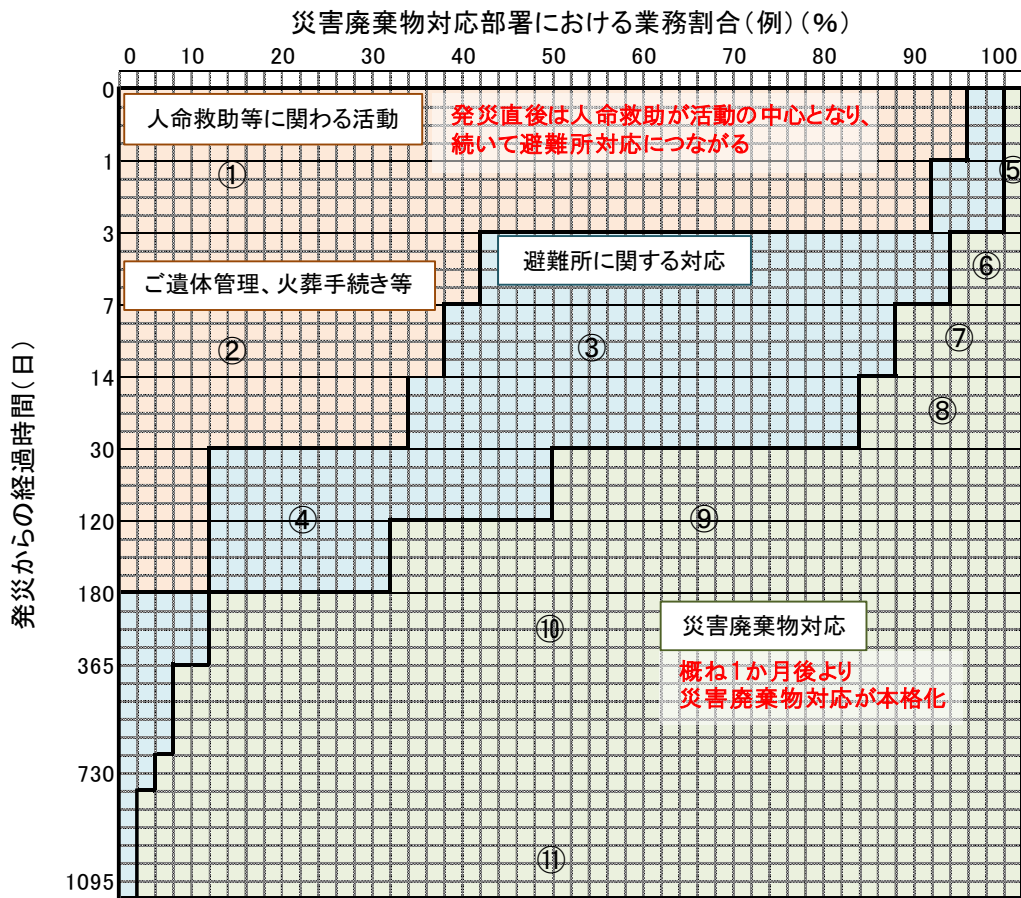 災害廃棄物対応部署における業務割合(例)(%)
0 10 20 30 40 50 60 70 80 90 100
発災からの経過時間(日)
0
人命救助等に関わる活動
発災直後は人命救助が活動の中心となり、
続いて避難所対応につながる
1
①
⑤
3
避難所に関する対応
⑥
ご遺体管理、火葬手続き等
7
②
③
⑦
14
⑧
30
120
④
⑨
180
災害廃棄物対応
⑩
365
概ね1か月後より
災害廃棄物対応が本格化
730
⑪
1095